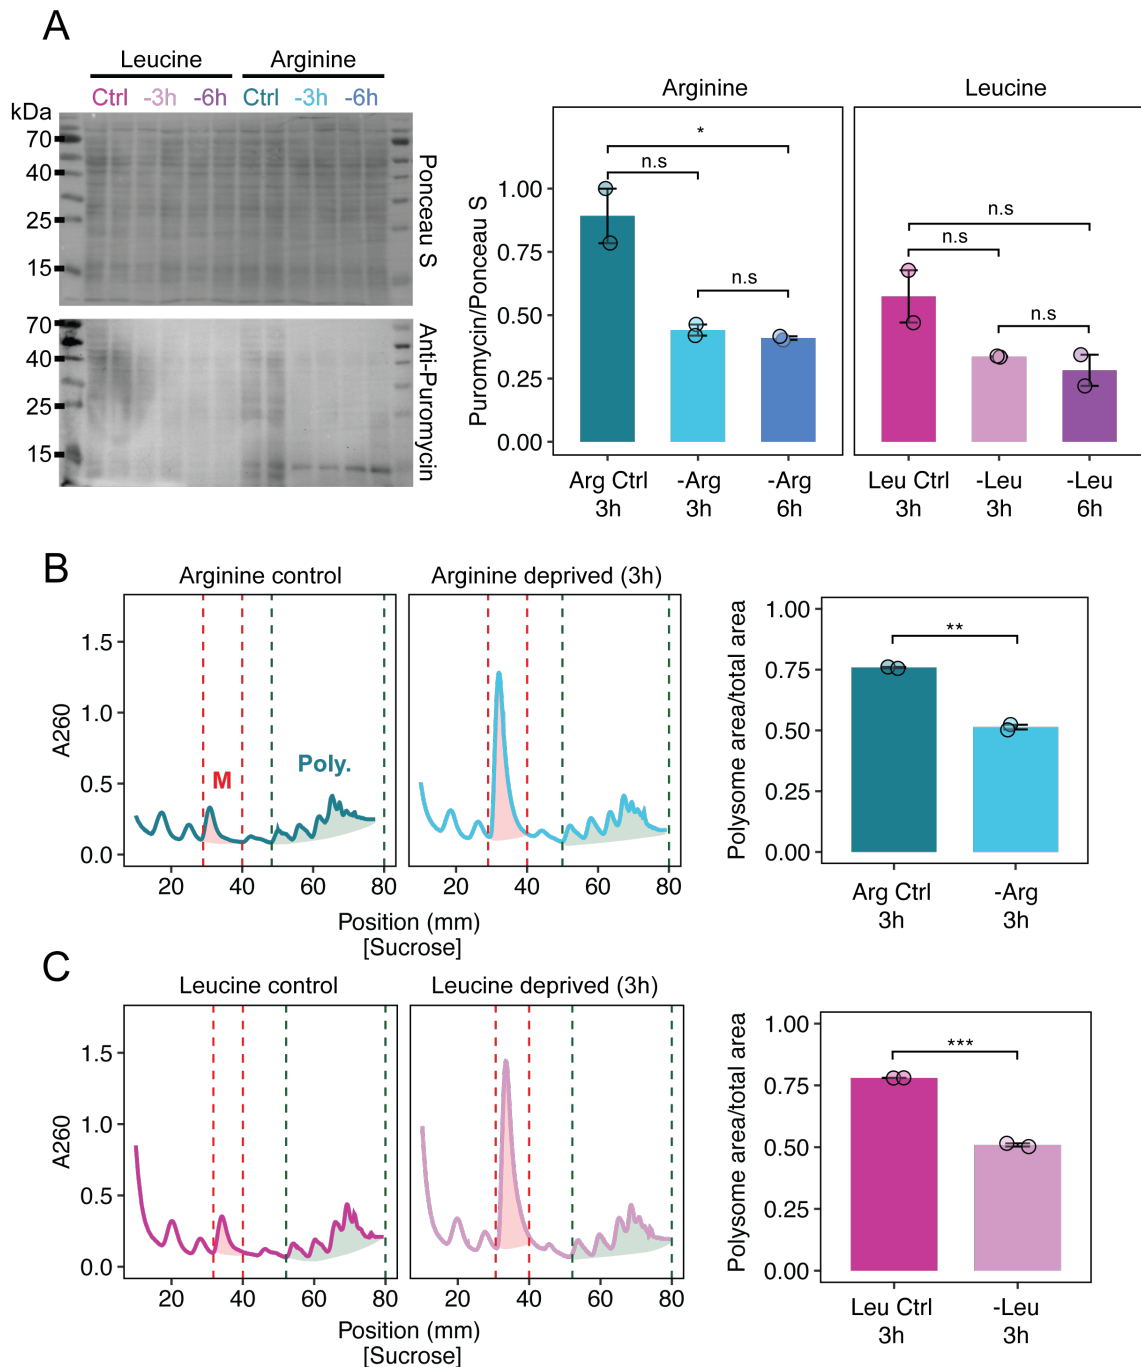 A
Leucine Arginine
Ctrl -3h -6h Ctrl -3h -6h
kDa
70
40
25
15
Ponceau S
70
40
25
15
Anti-Puromycin
Arginine Leucine
Puromycin/Ponceau S
1.00
0.75
0.50
0.25
0.00
*
n.s
n.s
n.s
n.s
n.s
Arg Ctrl -Arg -Arg Leu Ctrl -Leu -Leu
3h 3h 6h 3h 3h 6h
B
Arginine control Arginine deprived (3h)
A260
1.5
1.0
0.5
0.0
M
Poly.
20 40 60 80 20 40 60 80
Position (mm)
[Sucrose]
Polysome area/total area
1.00
0.75
0.50
0.25
0.00
**
Arg Ctrl -Arg
3h 3h
C
Leucine control Leucine deprived (3h)
A260
1.5
1.0
0.5
0.0
20 40 60 80 20 40 60 80
Position (mm)
[Sucrose]
Polysome area/total area
1.00
0.75
0.50
0.25
0.00
***
Leu Ctrl -Leu
3h 3h